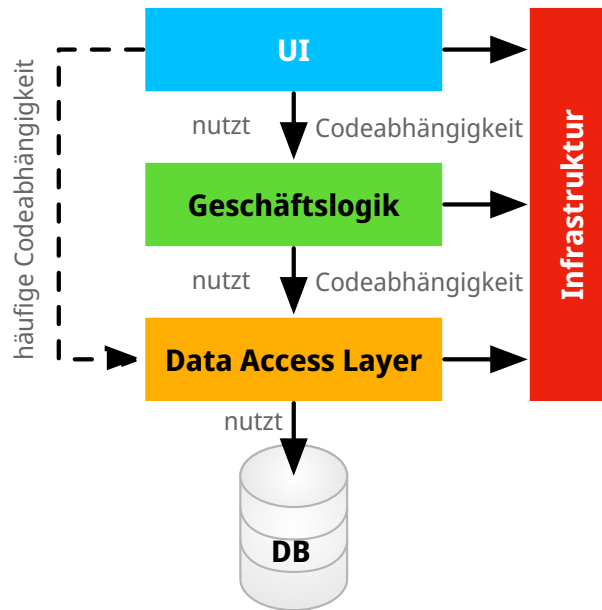 UI
nutzt
Codeabhängigkeit
Geschäftslogik
nutzt
Codeabhängigkeit
Data Access Layer
nutzt
DB
häufige Codeabhängigkeit
Infrastruktur